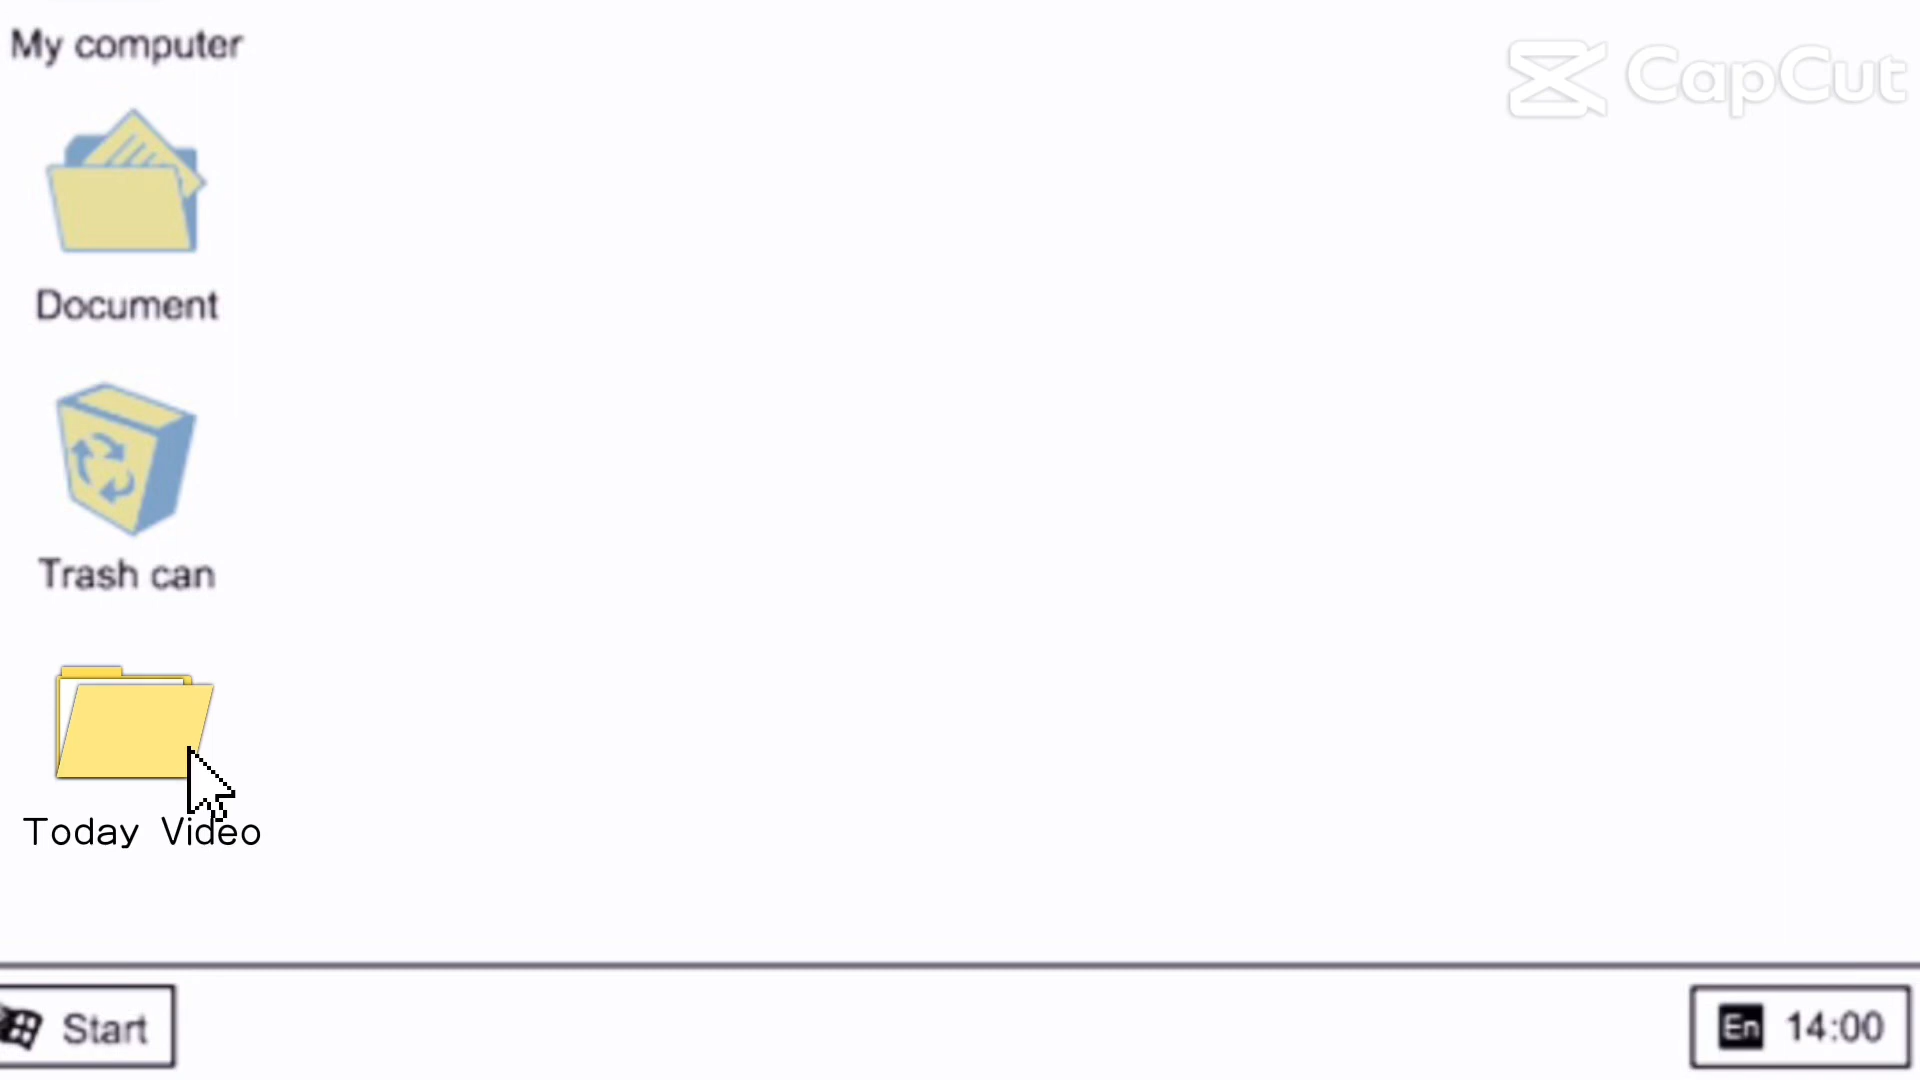 My computer
CapCut
Document
Trash can
Today Video
Start
En 14:00